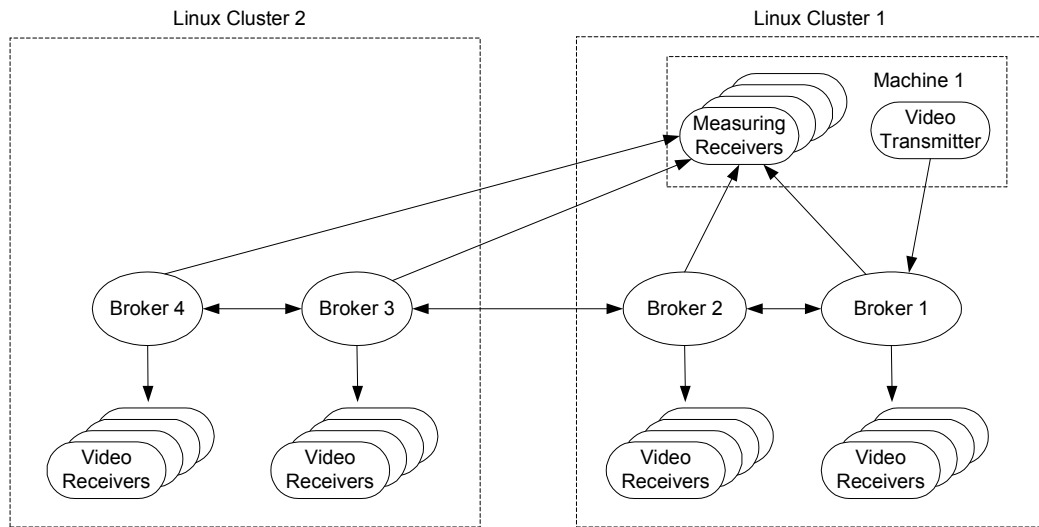 Linux Cluster 2
Linux Cluster 1
Machine 1
Measuring
Receivers
Video
Transmitter
Broker 4
Broker 3
Broker 2
Broker 1
Video
Receivers
Video
Receivers
Video
Receivers
Video
Receivers